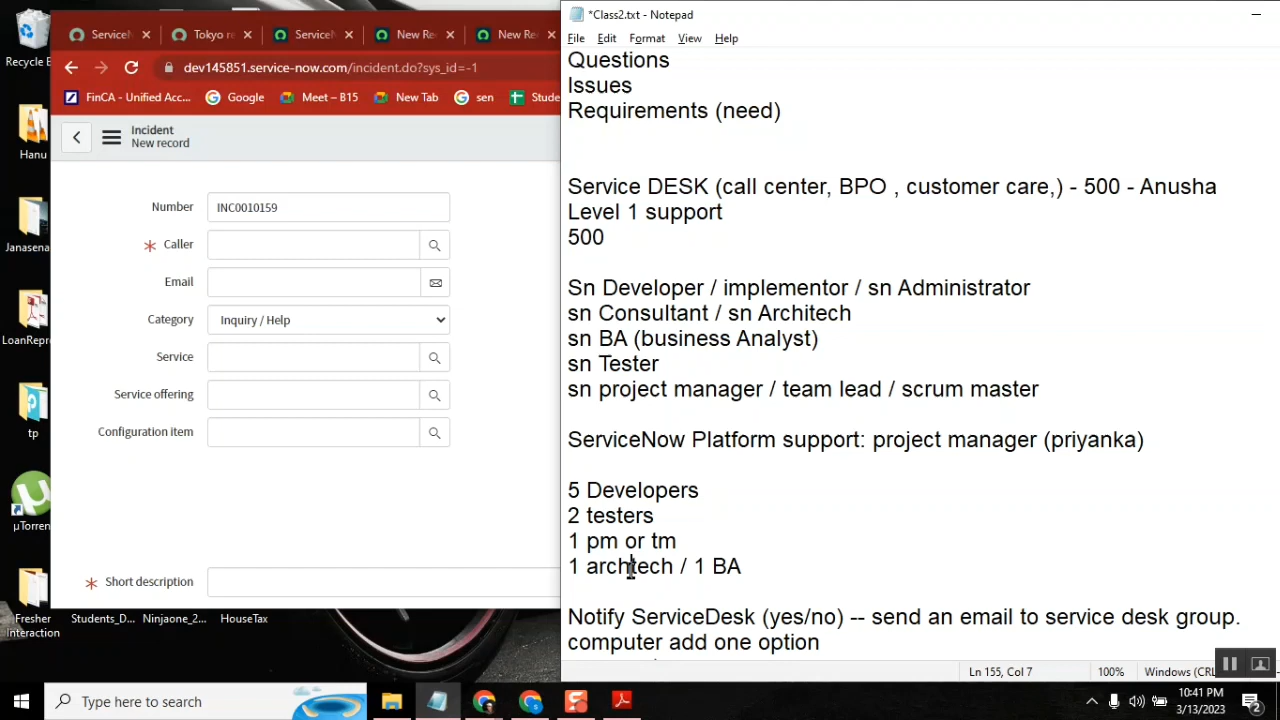 Recycle B
Hanu
Janasena
LoanRepr
tp
µTorren
Fresher
Interaction
Students_D...
Ninjaone_2...
HouseTax
ServiceN
Tokyo re
ServiceN
New Re
New Re
dev145851.service-now.com/incident.do?sys_id=-1
FinCA - Unified Acc...
Google
Meet – B15
New Tab
sen
Stude
Incident
New record
Number INC0010159
Caller
Email
Category Inquiry / Help
Service
Service offering
Configuration item
Short description
*Class2.txt - Notepad
File Edit Format View Help
Questions
Issues
Requirements (need)
Service DESK (call center, BPO , customer care,) - 500 - Anusha
Level 1 support
500
Sn Developer / implementor / sn Administrator
sn Consultant / sn Architech
sn BA (business Analyst)
sn Tester
sn project manager / team lead / scrum master
ServiceNow Platform support: project manager (priyanka)
5 Developers
2 testers
1 pm or tm
1 architech / 1 BA
Notify ServiceDesk (yes/no) -- send an email to service desk group.
computer add one option
Ln 155, Col 7 100% Windows (CRL
Type here to search
10:41 PM
3/13/2023
2